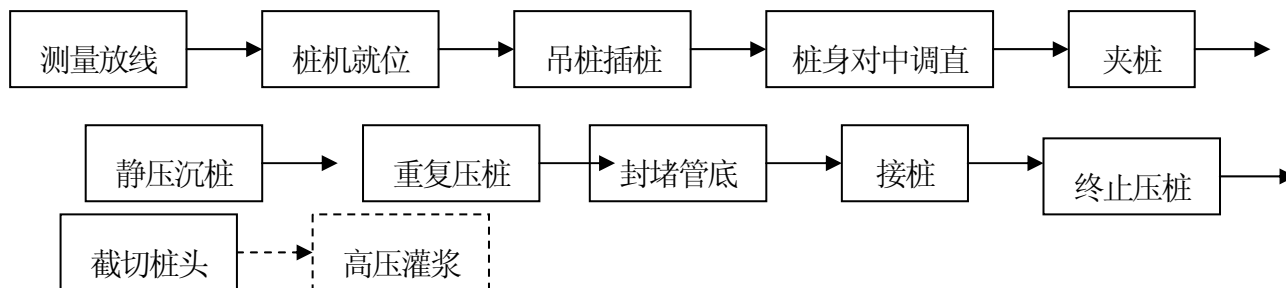 测量放线 桩机就位 吊桩插桩 桩身对中调直 夹桩
静压沉桩 重复压桩 封堵管底 接桩 终止压桩
截切桩头 高压灌浆